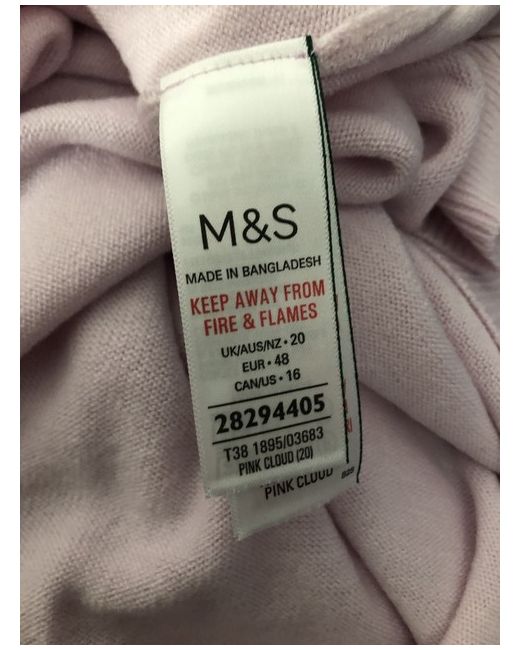 M&S
MADE IN BANGLADESH
KEEP AWAY FROM
FIRE & FLAMES
UK/AUS/NZ • 20
EUR • 48
CAN/US • 16
28294405
T38 1895/03683
PINK CLOUD (20)
PINK CLOUD